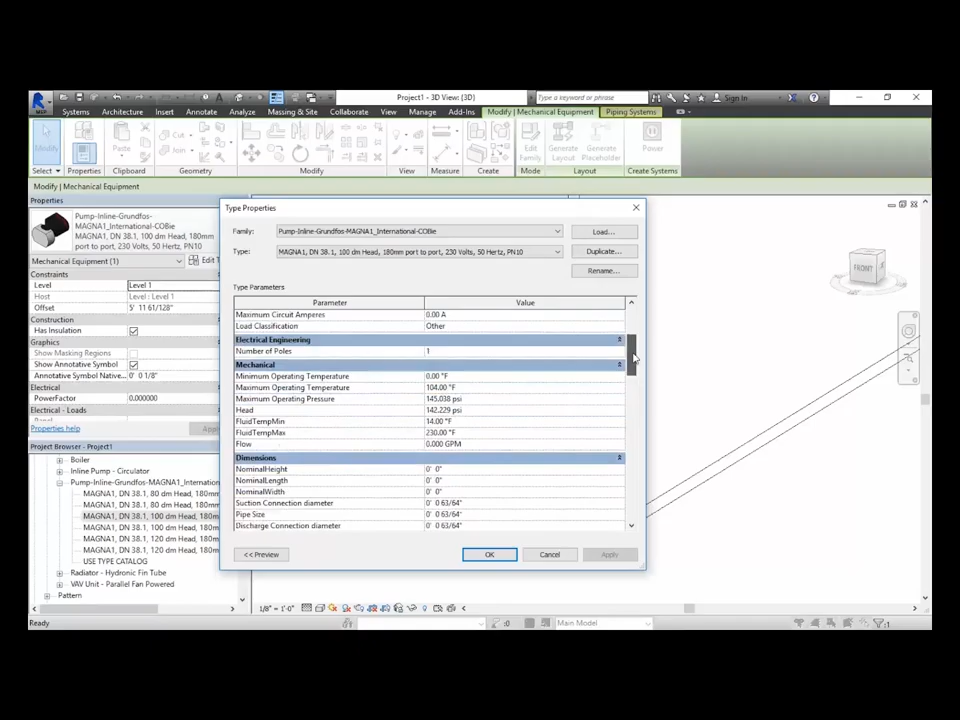 Project1 - 3D View: {3D}
Type a keyword or phrase
Sign In
Systems Architecture Insert Annotate Analyze Massing & Site Collaborate View Manage Add-Ins Modify | Mechanical Equipment Piping Systems
Modify
Paste
Cut
Join
Edit Family
Generate Layout
Generate Placeholder
Power
Select Properties Clipboard Geometry Modify View Measure Create Mode Layout Create Systems
Modify | Mechanical Equipment
Properties
Pump-Inline-Grundfos-
MAGNA1_International-COBie
MAGNA1, DN 38.1, 100 dm
Head, 180mm port to port, 230
Volts, 50 Hertz, PN10
Mechanical Equipment (1)
Edit T
Constraints
Level Level 1
Host Level : Level 1
Offset 5' 11 61/128"
Construction
Has Insulation
Graphics
Show Masking Regions
Show Annotative Symbol
Annotative Symbol Native... 0' 0 1/8"
Electrical
PowerFactor 0.000000
Electrical - Loads
Properties help
Project Browser - Project1
Boiler
Inline Pump - Circulator
Pump-Inline-Grundfos-MAGNA1_Internatio
MAGNA1, DN 38.1, 80 dm Head, 180mm
MAGNA1, DN 38.1, 80 dm Head, 180mm
MAGNA1, DN 38.1, 100 dm Head, 180m
MAGNA1, DN 38.1, 100 dm Head, 180m
MAGNA1, DN 38.1, 120 dm Head, 180m
MAGNA1, DN 38.1, 120 dm Head, 180m
USE TYPE CATALOG
Radiator - Hydronic Fin Tube
VAV Unit - Parallel Fan Powered
Pattern
Type Properties
Family: Pump-Inline-Grundfos-MAGNA1_International-COBie Load...
Type: MAGNA1, DN 38.1, 100 dm Head, 180mm port to port, 230 Volts, 50 Hertz, PN10 Duplicate...
Rename...
Type Parameters
Parameter Value
Maximum Circuit Amperes 0.00 A
Load Classification Other
Electrical Engineering
Number of Poles 1
Mechanical
Minimum Operating Temperature 0.00 °F
Maximum Operating Temperature 104.00 °F
Maximum Operating Pressure 145.038 psi
Head 142.229 psi
FluidTempMin 14.00 °F
FluidTempMax 230.00 °F
Flow 0.000 GPM
Dimensions
NominalHeight 0' 0"
NominalLength 0' 0"
NominalWidth 0' 0"
Suction Connection diameter 0' 0 63/64"
Pipe Size 0' 0 63/64"
Discharge Connection diameter 0' 0 63/64"
<< Preview OK Cancel Apply
FRONT
1/8" = 1'-0"
Ready
:0
Main Model
:1